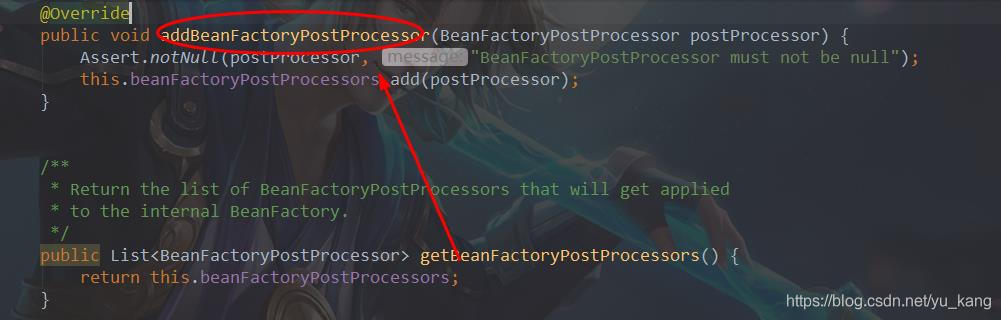 @Override
public void addBeanFactoryPostProcessor(BeanFactoryPostProcessor postProcessor) {
Assert.notNull(postProcessor, message: "BeanFactoryPostProcessor must not be null");
this.beanFactoryPostProcessors.add(postProcessor);
}
/**
* Return the list of BeanFactoryPostProcessors that will get applied
* to the internal BeanFactory.
*/
public List<BeanFactoryPostProcessor> getBeanFactoryPostProcessors() {
return this.beanFactoryPostProcessors;
}
https://blog.csdn.net/yu_kang